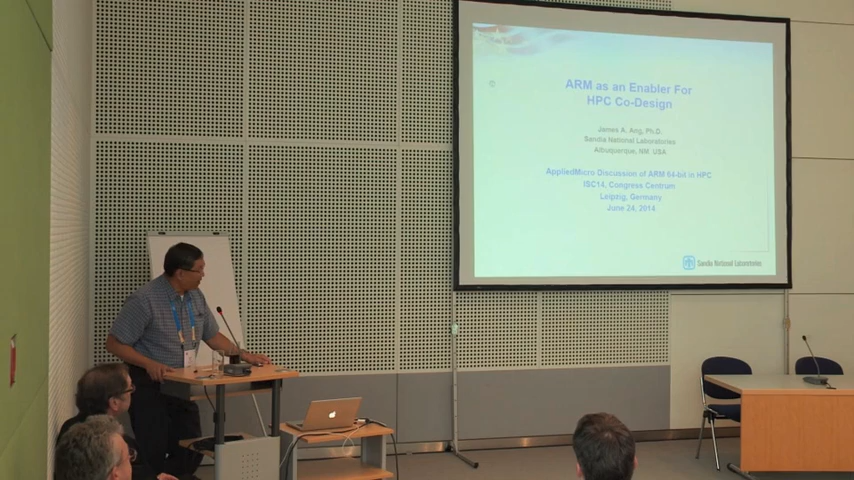 ARM as an Enabler For
HPC Co-Design
James A. Ang, Ph.D.
Sandia National Laboratories
Albuquerque, NM. USA
AppliedMicro Discussion of ARM 64-bit in HPC
ISC14, Congress Centrum
Leipzig, Germany
June 24, 2014
Sandia National Laboratories